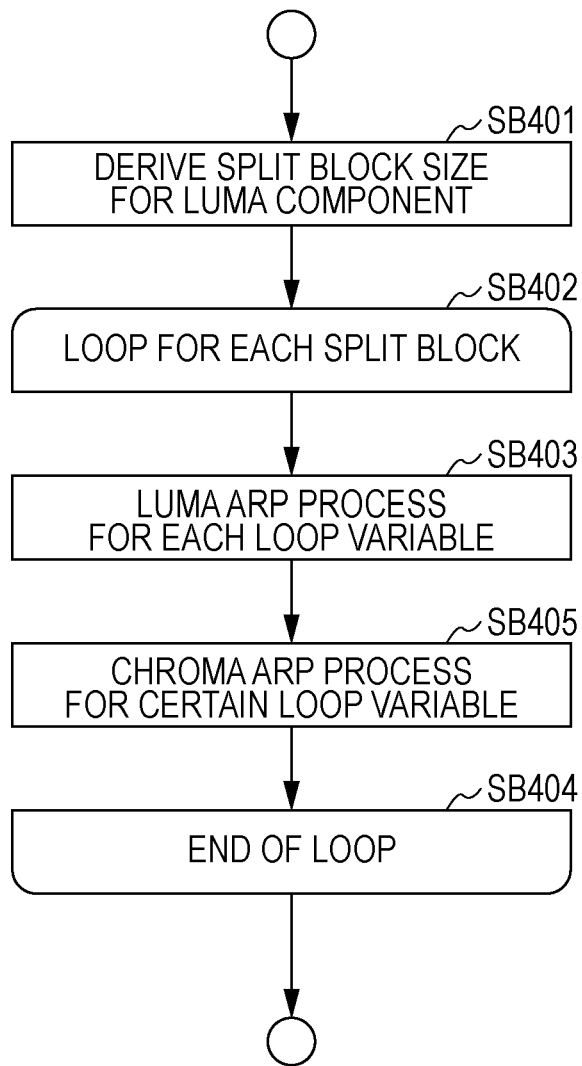 SB401
DERIVE SPLIT BLOCK SIZE
FOR LUMA COMPONENT
SB402
LOOP FOR EACH SPLIT BLOCK
SB403
LUMA ARP PROCESS
FOR EACH LOOP VARIABLE
SB405
CHROMA ARP PROCESS
FOR CERTAIN LOOP VARIABLE
SB404
END OF LOOP